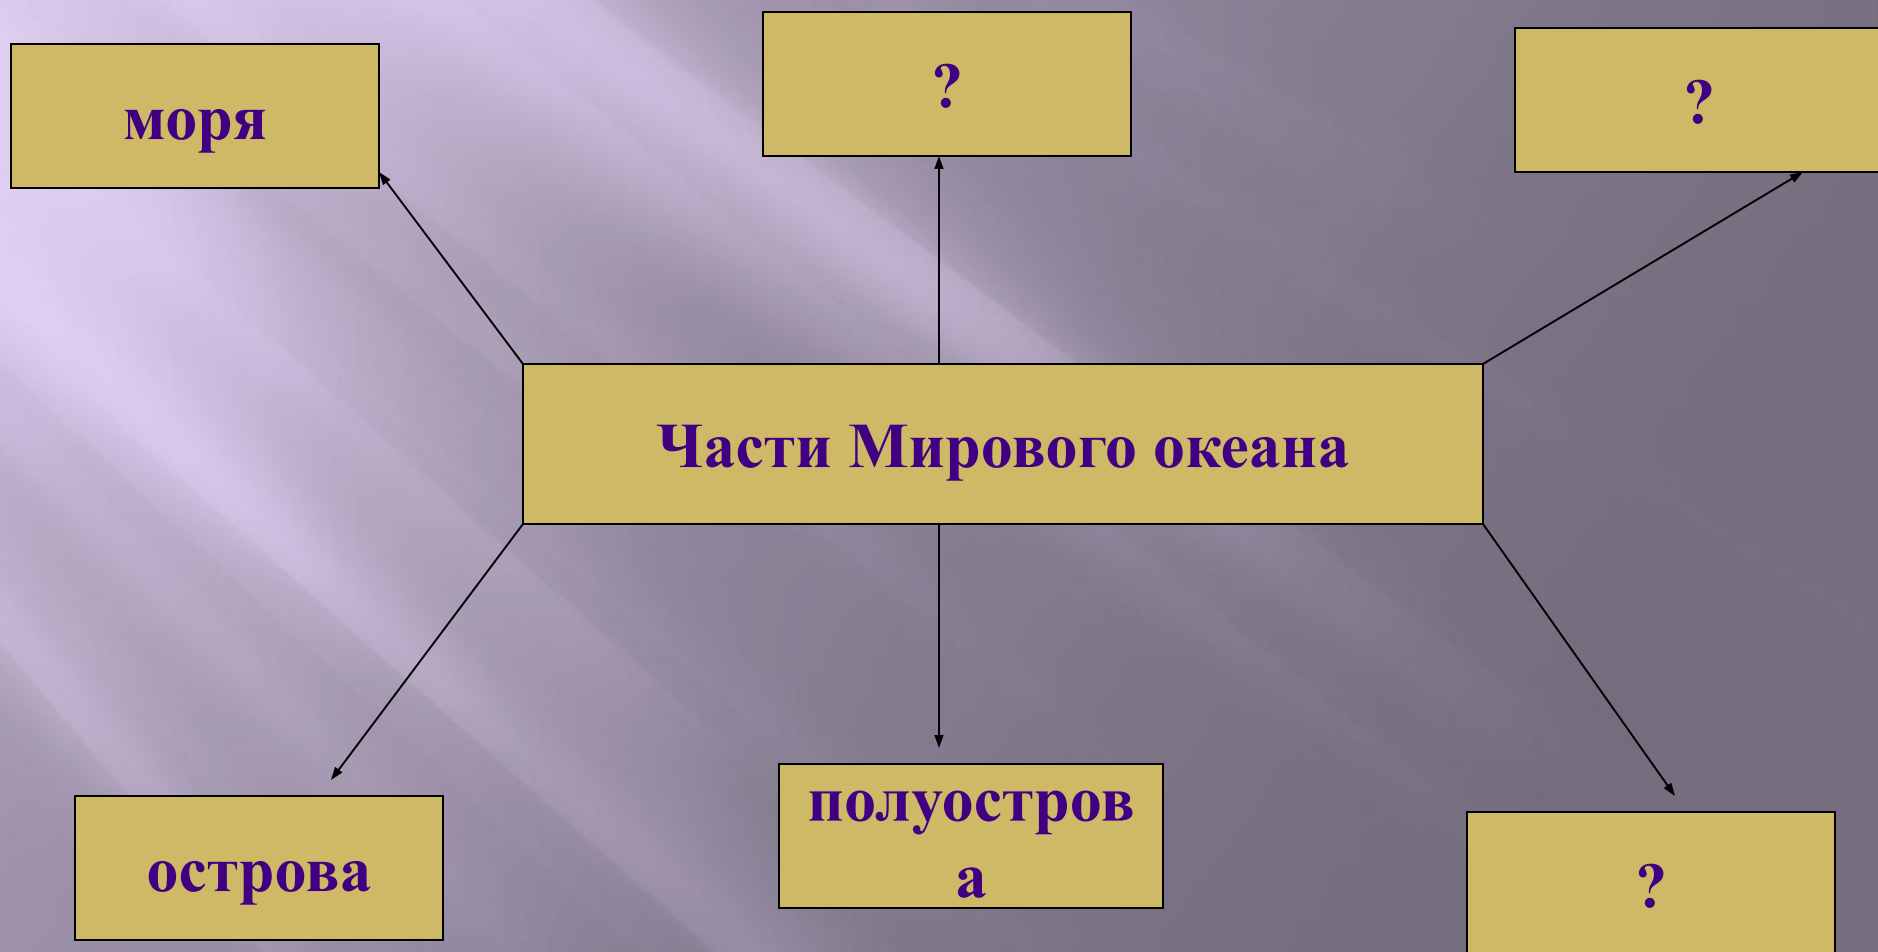 моря
?
?
Части Мирового океана
острова
полуостров
а
?